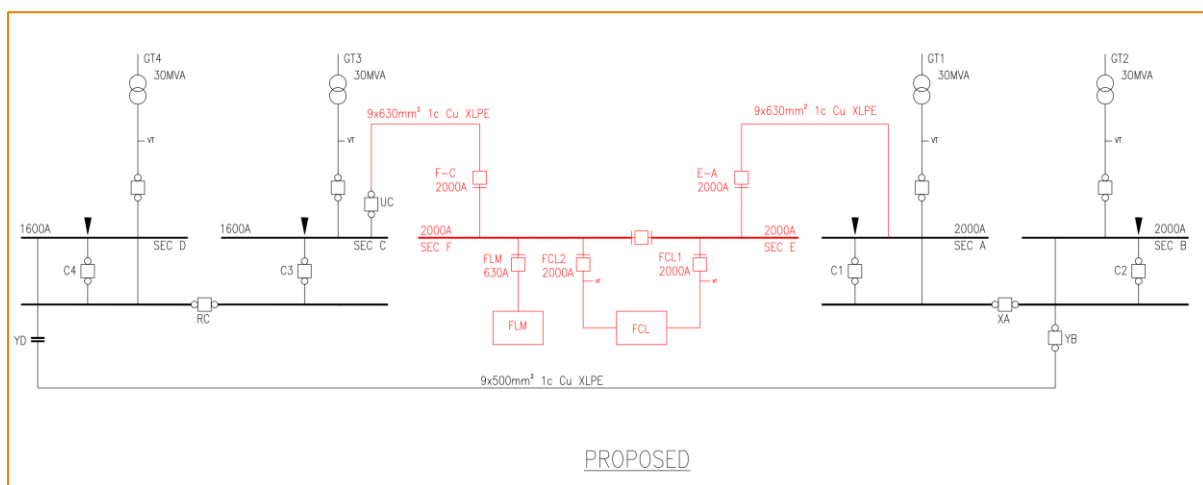 GT4
30MVA
GT3
30MVA
GT1
30MVA
GT2
30MVA
9x630mm² 1c Cu XLPE
9x630mm² 1c Cu XLPE
VT
VT
VT
VT
F-C
2000A
E-A
2000A
UC
1600A
SEC D
1600A
SEC C
2000A
SEC F
2000A
SEC E
2000A
SEC A
2000A
SEC B
C4
C3
FLM
630A
FCL2
2000A
FCL1
2000A
C1
C2
VT
VT
RC
FLM
FCL
XA
YD
YB
9x500mm² 1c Cu XLPE
PROPOSED